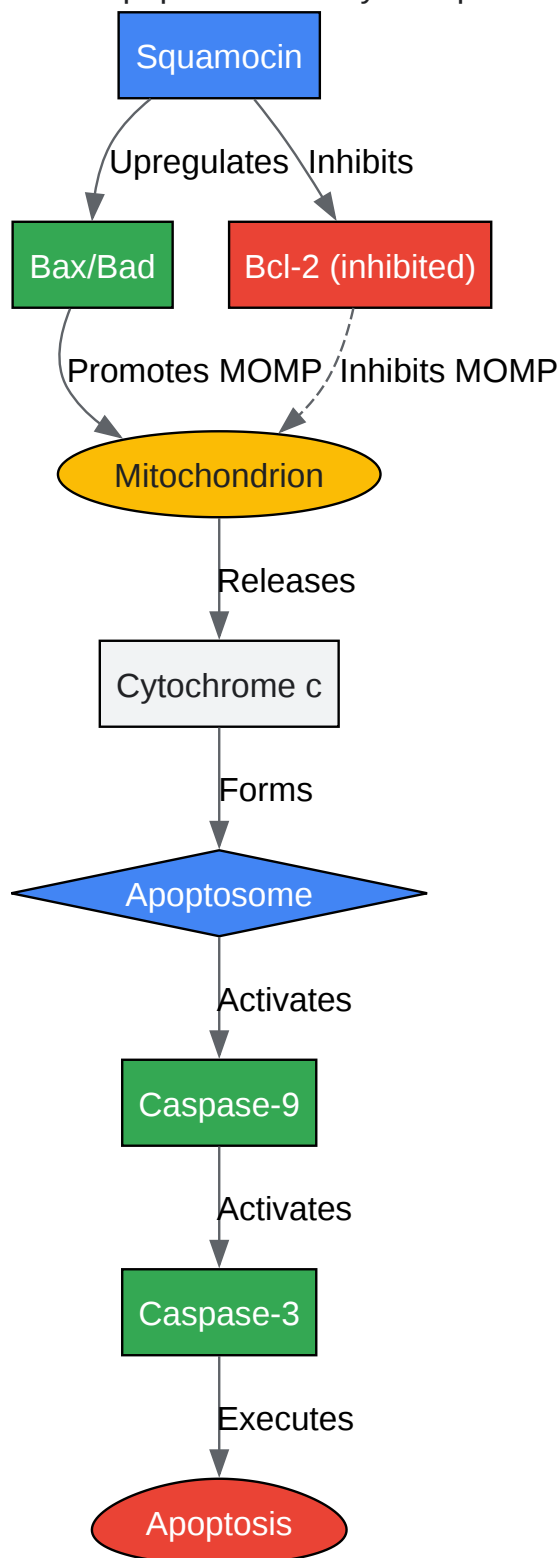 Squamocin
Upregulates Inhibits
Bax/Bad Bcl-2 (inhibited)
Promotes MOMP Inhibits MOMP
Mitochondrion
Releases
Cytochrome c
Forms
Apoptosome
Activates
Caspase-9
Activates
Caspase-3
Executes
Apoptosis